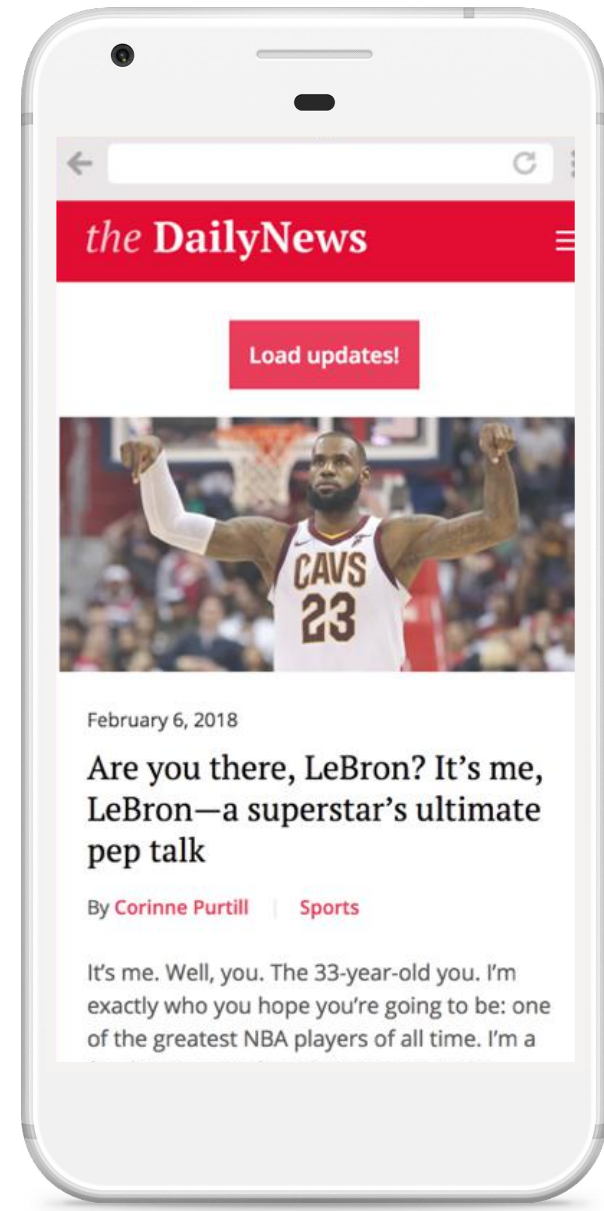 the DailyNews
Load updates!
CAVS
23
February 6, 2018
Are you there, LeBron? It’s me,
LeBron—a superstar’s ultimate
pep talk
By Corinne Purtill | Sports
It’s me. Well, you. The 33-year-old you. I’m
exactly who you hope you’re going to be: one
of the greatest NBA players of all time. I’m a